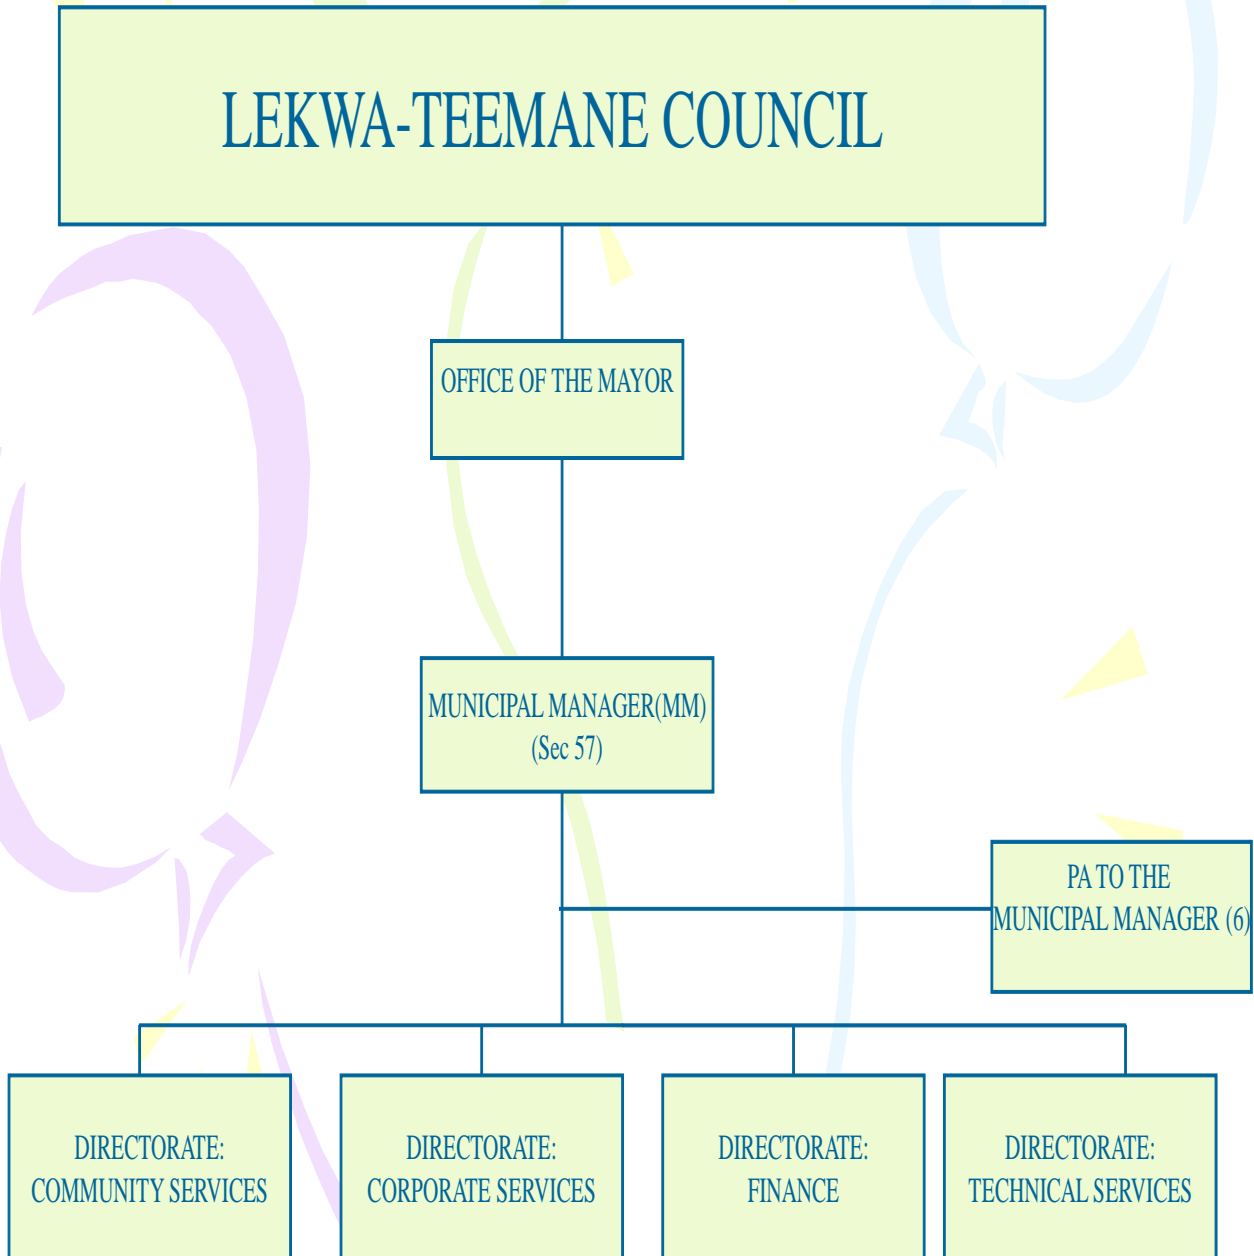 LEKWA-TEEMANE COUNCIL
OFFICE OF THE MAYOR
MUNICIPAL MANAGER(MM)
(Sec 57)
PA TO THE
MUNICIPAL MANAGER (6)
DIRECTORATE:
COMMUNITY SERVICES
DIRECTORATE:
CORPORATE SERVICES
DIRECTORATE:
FINANCE
DIRECTORATE:
TECHNICAL SERVICES